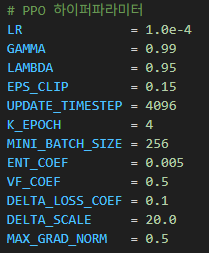 # PPO 하이퍼파라미터
LR = 1.0e-4
GAMMA = 0.99
LAMBDA = 0.95
EPS_CLIP = 0.15
UPDATE_TIMESTEP = 4096
K_EPOCH = 4
MINI_BATCH_SIZE = 256
ENT_COEF = 0.005
VF_COEF = 0.5
DELTA_LOSS_COEF = 0.1
DELTA_SCALE = 20.0
MAX_GRAD_NORM = 0.5